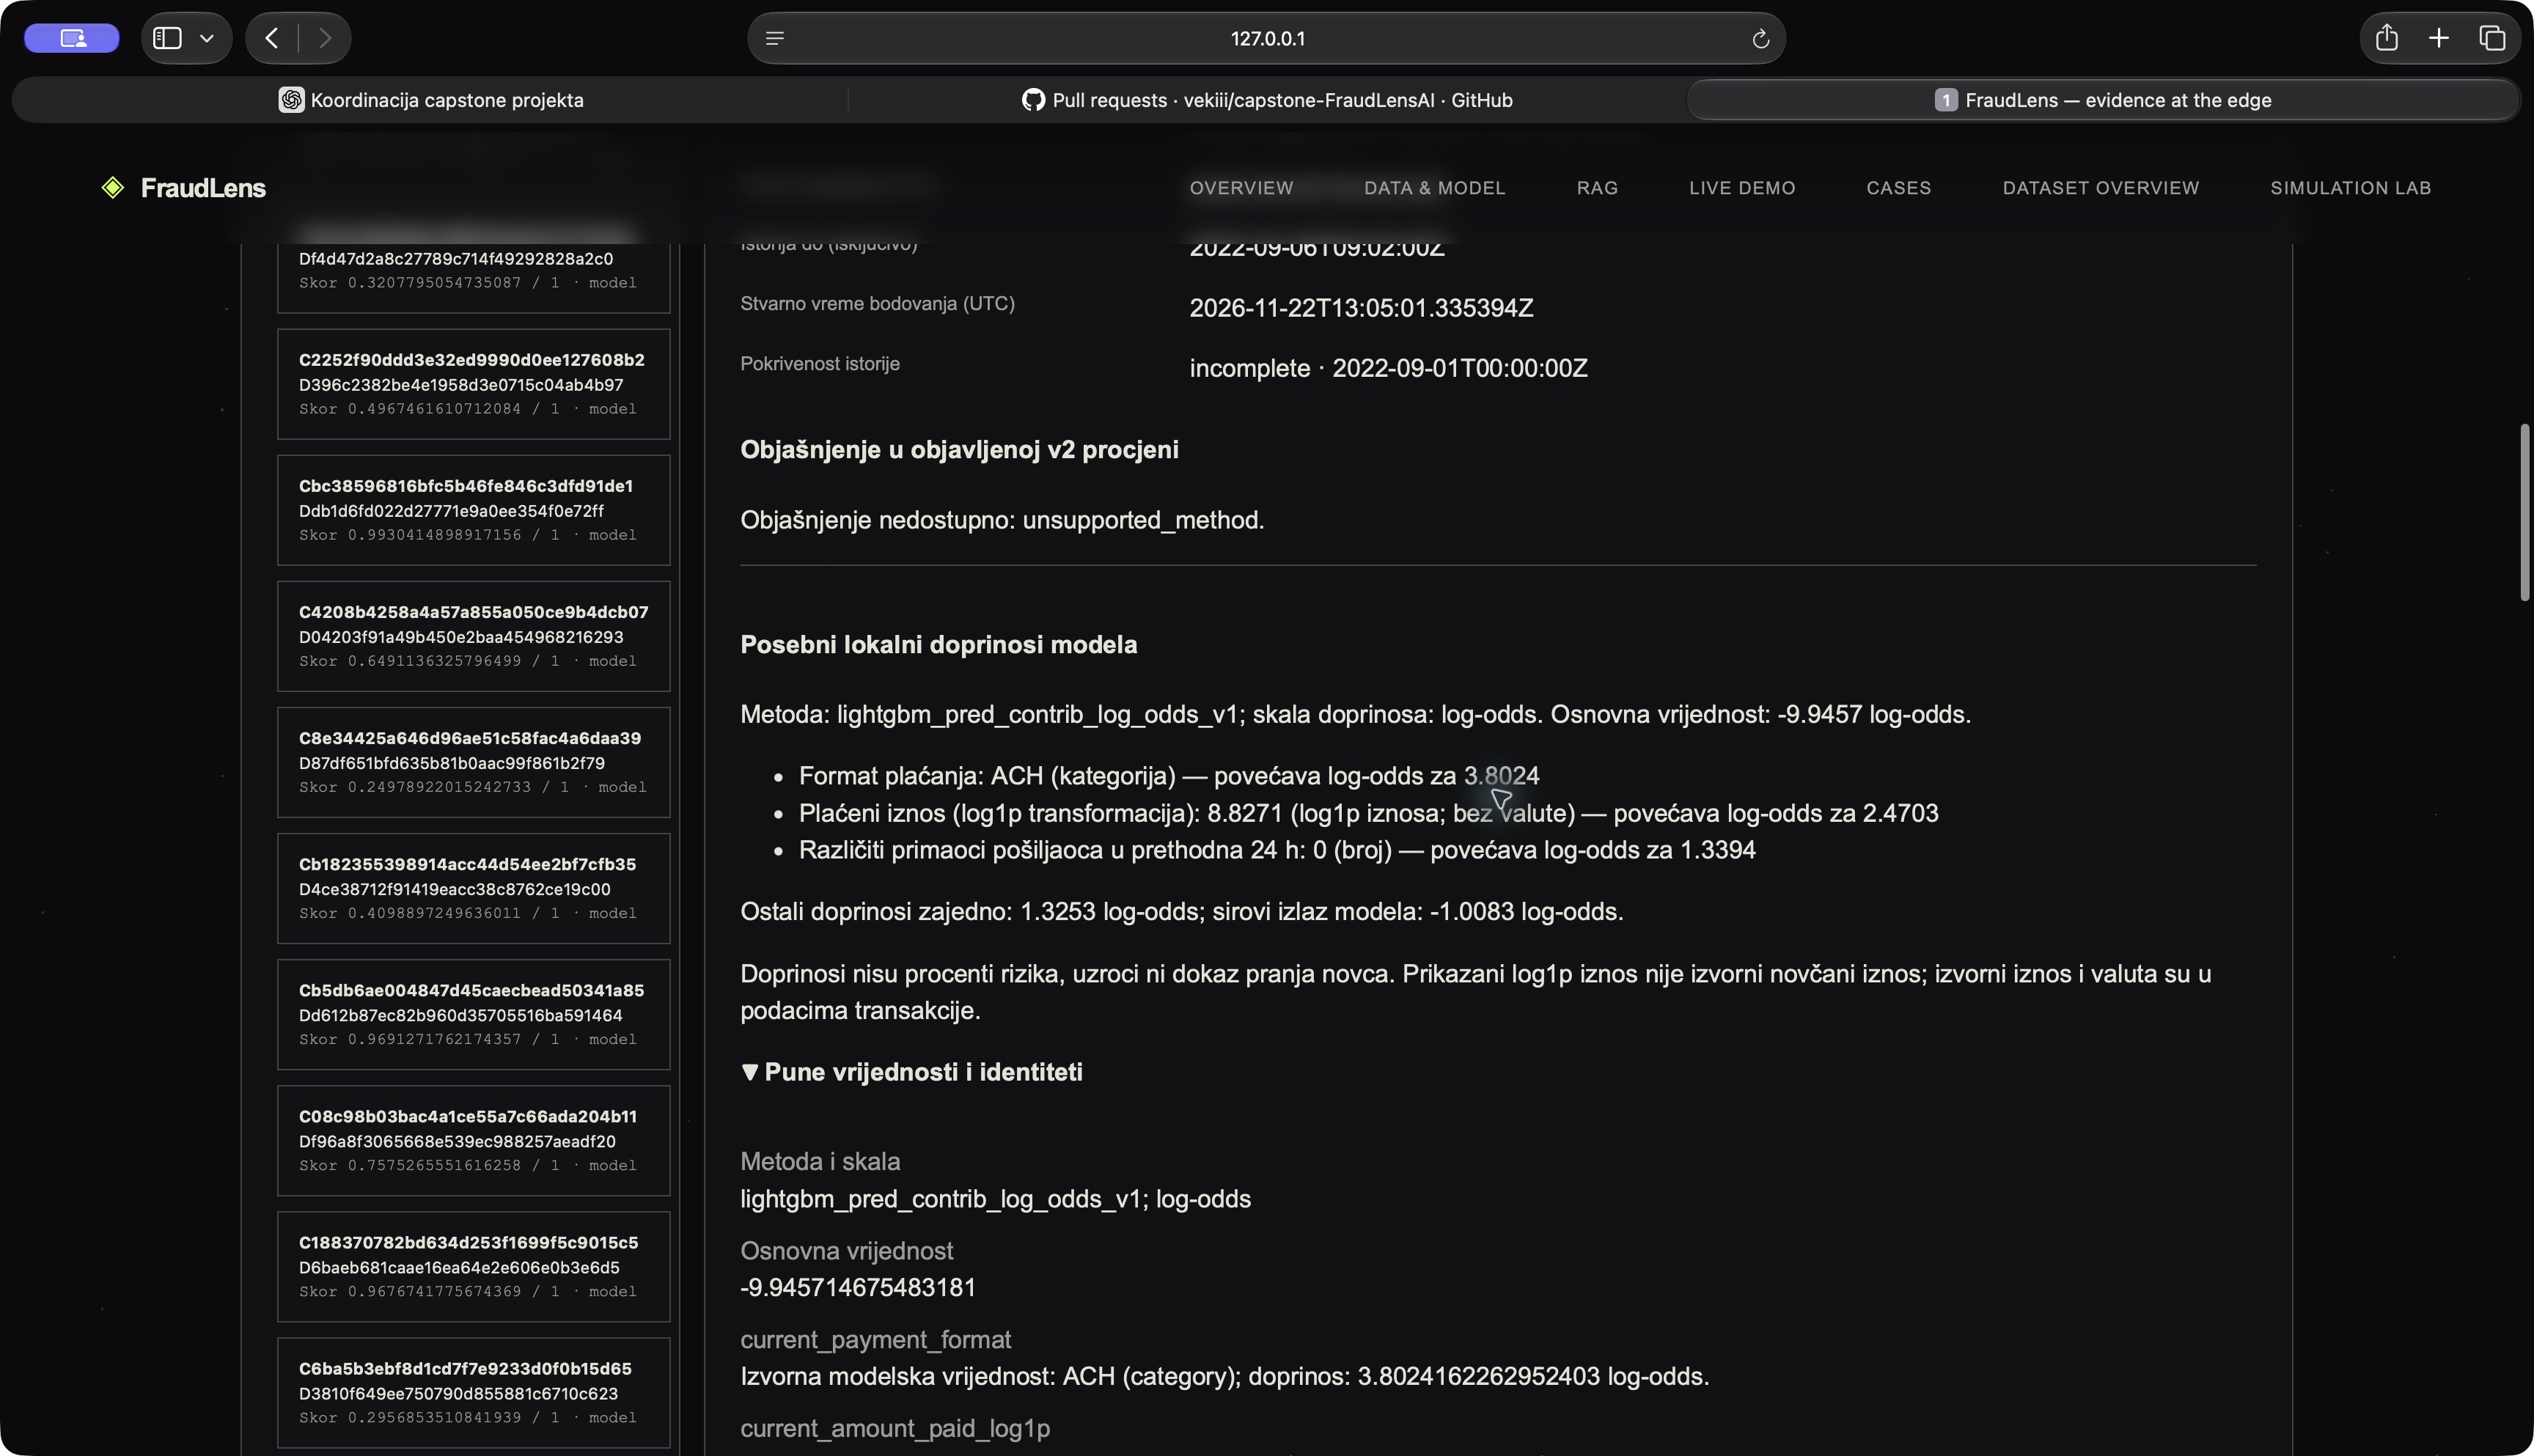 127.0.0.1
Koordinacija capstone projekta
Pull requests · vekiii/capstone-FraudLensAI · GitHub
1 FraudLens — evidence at the edge
FraudLens
OVERVIEW
DATA & MODEL
RAG
LIVE DEMO
CASES
DATASET OVERVIEW
SIMULATION LAB
Df4d47d2a8c27789c714f49292828a2c0
Skor 0.3207795054735087 / 1 · model
C2252f90ddd3e32ed9990d0ee127608b2
D396c2382be4e1958d3e0715c04ab4b97
Skor 0.4967461610712084 / 1 · model
Cbc38596816bfc5b46fe846c3dfd91de1
Ddb1d6fd022d27771e9a0ee354f0e72ff
Skor 0.9930414898917156 / 1 · model
C4208b4258a4a57a855a050ce9b4dcb07
D04203f91a49b450e2baa454968216293
Skor 0.6491136325796499 / 1 · model
C8e34425a646d96ae51c58fac4a6daa39
D87df651bfd635b81b0aac99f861b2f79
Skor 0.24978922015242733 / 1 · model
Cb182355398914acc44d54ee2bf7cfb35
D4ce38712f91419eacc38c8762ce19c00
Skor 0.4098897249636011 / 1 · model
Cb5db6ae004847d45caecbead50341a85
Dd612b87ec82b960d35705516ba591464
Skor 0.9691271762174357 / 1 · model
C08c98b03bac4a1ce55a7c66ada204b11
Df96a8f3065668e539ec988257aeadf20
Skor 0.7575265551616258 / 1 · model
C188370782bd634d253f1699f5c9015c5
D6baeb681caae16ea64e2e606e0b3e6d5
Skor 0.9676741775674369 / 1 · model
C6ba5b3ebf8d1cd7f7e9233d0f0b15d65
D3810f649ee750790d855881c6710c623
Skor 0.2956853510841939 / 1 · model
Istorija do (isključivo)
2022-09-06T09:02:00Z
Stvarno vreme bodovanja (UTC)
2026-11-22T13:05:01.335394Z
Pokrivenost istorije
incomplete · 2022-09-01T00:00:00Z
Objašnjenje u objavljenoj v2 procjeni
Objašnjenje nedostupno: unsupported_method.
Posebni lokalni doprinosi modela
Metoda: lightgbm_pred_contrib_log_odds_v1; skala doprinosa: log-odds. Osnovna vrijednost: -9.9457 log-odds.
• Format plaćanja: ACH (kategorija) — povećava log-odds za 3.8024
• Plaćeni iznos (log1p transformacija): 8.8271 (log1p iznosa; bez valute) — povećava log-odds za 2.4703
• Različiti primaoci pošiljaoca u prethodna 24 h: 0 (broj) — povećava log-odds za 1.3394
Ostali doprinosi zajedno: 1.3253 log-odds; sirovi izlaz modela: -1.0083 log-odds.
Doprinosi nisu procenti rizika, uzroci ni dokaz pranja novca. Prikazani log1p iznos nije izvorni novčani iznos; izvorni iznos i valuta su u
podacima transakcije.
▼ Pune vrijednosti i identiteti
Metoda i skala
lightgbm_pred_contrib_log_odds_v1; log-odds
Osnovna vrijednost
-9.945714675483181
current_payment_format
Izvorna modelska vrijednost: ACH (category); doprinos: 3.8024162262952403 log-odds.
current_amount_paid_log1p